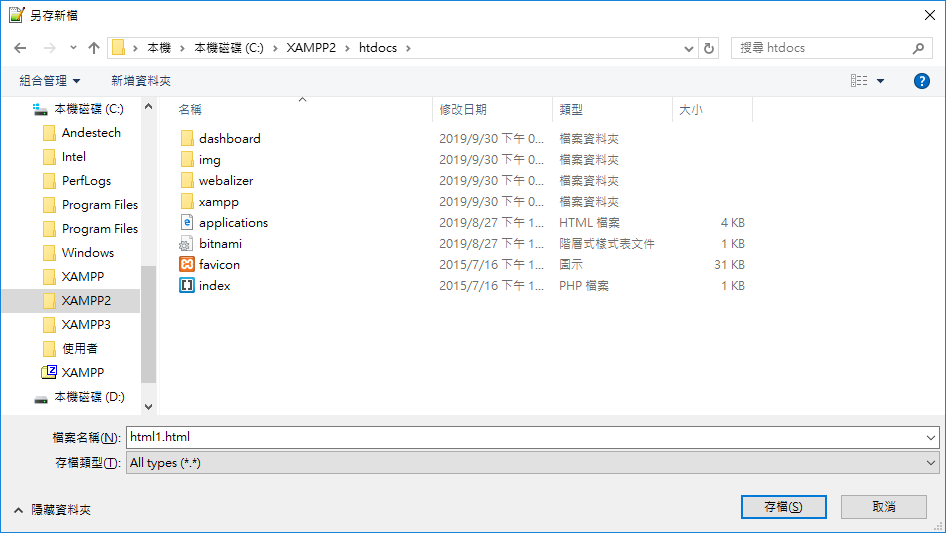 另存新檔
本機 › 本機磁碟 (C:) › XAMPP2 › htdocs ›
搜尋 htdocs
組合管理 新增資料夾
名稱 修改日期 類型 大小
本機磁碟 (C:)
Andestech
Intel
PerfLogs
Program Files
Program Files
Windows
XAMPP
XAMPP2
XAMPP3
使用者
XAMPP
本機磁碟 (D:)
dashboard 2019/9/30 下午 0... 檔案資料夾
img 2019/9/30 下午 0... 檔案資料夾
webalizer 2019/9/30 下午 0... 檔案資料夾
xampp 2019/9/30 下午 0... 檔案資料夾
applications 2019/8/27 下午 1... HTML 檔案 4 KB
bitnami 2019/8/27 下午 1... 階層式樣式表文件 1 KB
favicon 2015/7/16 下午 1... 圖示 31 KB
index 2015/7/16 下午 1... PHP 檔案 1 KB
檔案名稱(N): html1.html
存檔類型(T): All types (*.*)
隱藏資料夾
存檔(S) 取消